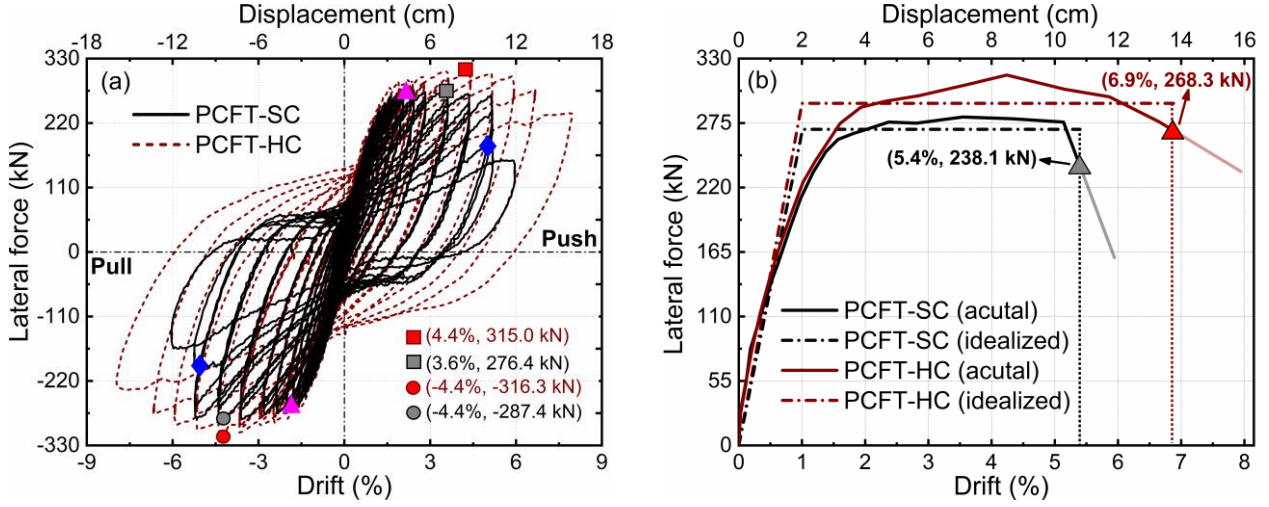 Displacement (cm)
-18 -12 -6 0 6 12 18
330
220
110
0
-110
-220
-330
Lateral force (kN)
(a)
PCFT-SC
PCFT-HC
Push
Pull
(4.4%, 315.0 kN)
(3.6%, 276.4 kN)
(-4.4%, -316.3 kN)
(-4.4%, -287.4 kN)
-9 -6 -3 0 3 6 9
Drift (%)
Displacement (cm)
0 2 4 6 8 10 12 14 16
330
275
220
165
110
55
0
Lateral force (kN)
(b)
(6.9%, 268.3 kN)
(5.4%, 238.1 kN)
PCFT-SC (acutal)
PCFT-SC (idealized)
PCFT-HC (acutal)
PCFT-HC (idealized)
0 1 2 3 4 5 6 7 8
Drift (%)